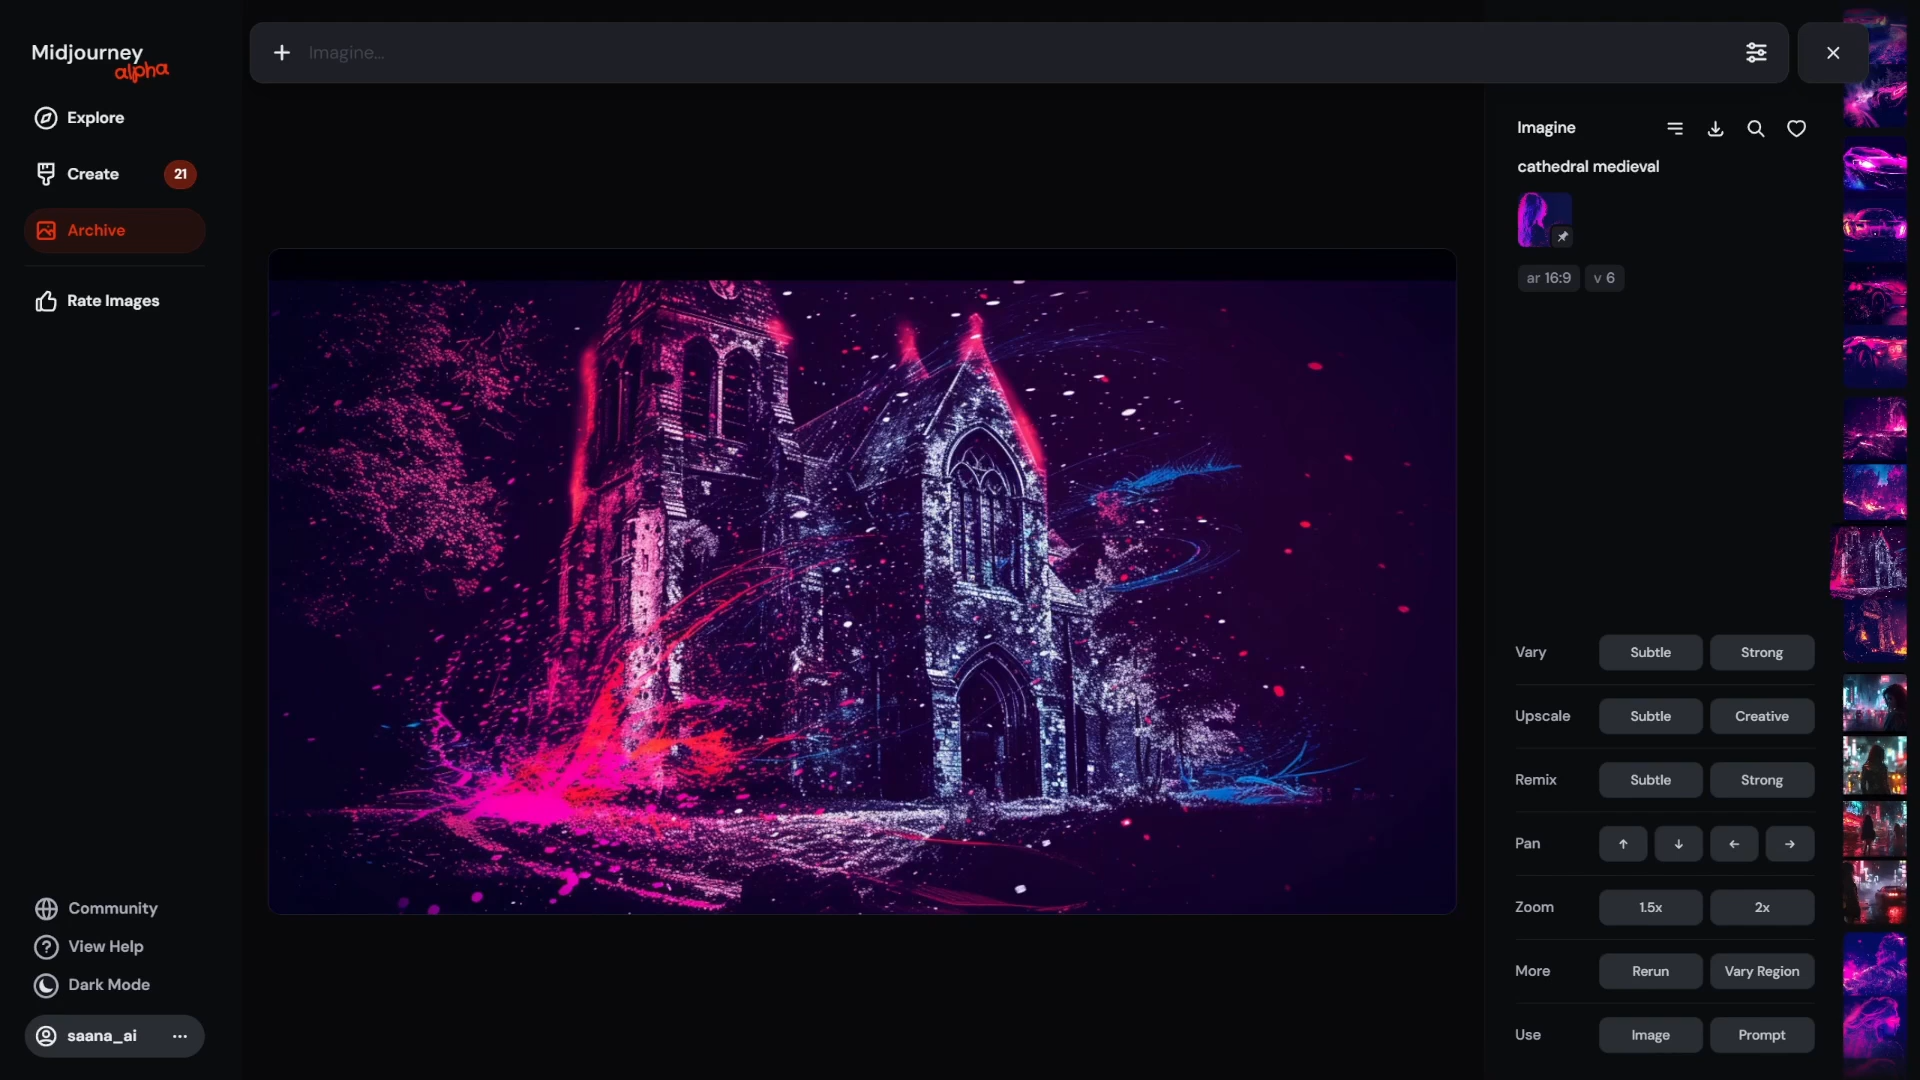 Midjourney
alpha
Imagine...
Explore
Create 21
Archive
Rate Images
Imagine
cathedral medieval
ar 16:9 v 6
Vary Subtle Strong
Upscale Subtle Creative
Remix Subtle Strong
Pan ↑ ↓ ← →
Zoom 1.5x 2x
More Rerun Vary Region
Use Image Prompt
Community
View Help
Dark Mode
saana_ai ...